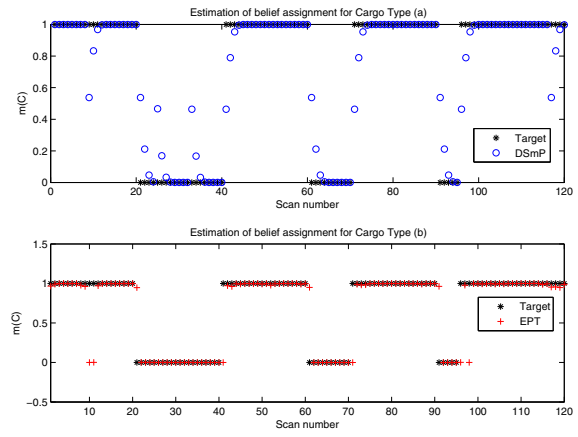 Estimation of belief assignment for Cargo Type (a)
1
0.8
0.6
0.4
0.2
0
m(C)
Target
DSmP
0 20 40 60 80 100 120
Scan number
Estimation of belief assignment for Cargo Type (b)
1.5
1
0.5
0
−0.5
m(C)
Target
EPT
10 20 30 40 50 60 70 80 90 100 110 120
Scan number